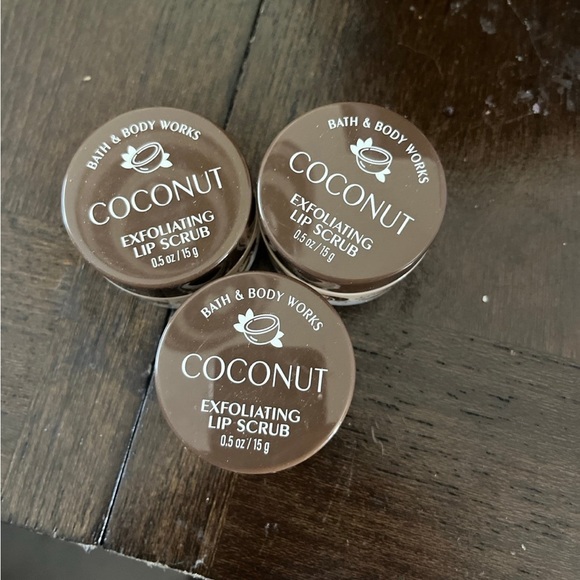 BATH & BODY WORKS
COCONUT
EXFOLIATING
LIP SCRUB
0.5 oz / 15 g
BATH & BODY WORKS
COCONUT
EXFOLIATING
LIP SCRUB
0.5 oz / 15 g
BATH & BODY WORKS
COCONUT
EXFOLIATING
LIP SCRUB
0.5 oz / 15 g